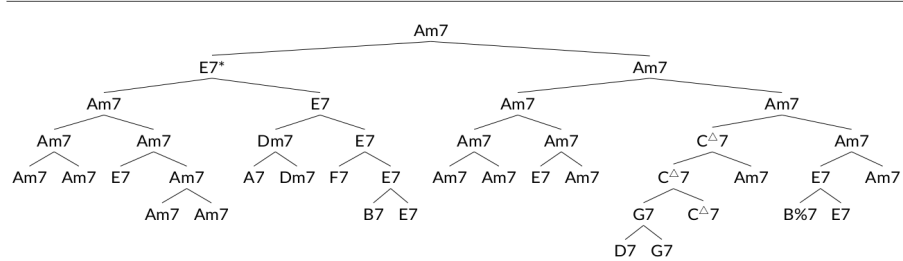 Am7
E7* Am7
Am7 E7 Am7 Am7
Am7 Am7 Dm7 E7 Am7 Am7 C△7 Am7
Am7 Am7 E7 Am7 A7 Dm7 F7 E7 Am7 Am7 E7 Am7 C△7 Am7 E7 Am7
Am7 Am7 B7 E7 G7 C△7 B%7 E7
D7 G7